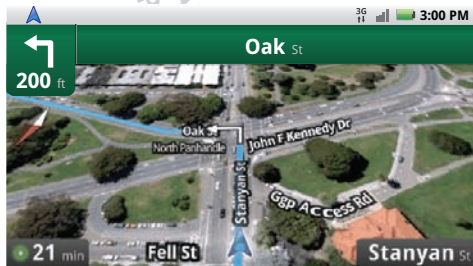 3G 3:00 PM
Oak St
200 ft
Oak St
John F Kennedy Dr
North Panhandle
Stanyan St
Ggp Access Rd
21 min
Fell St
Stanyan St